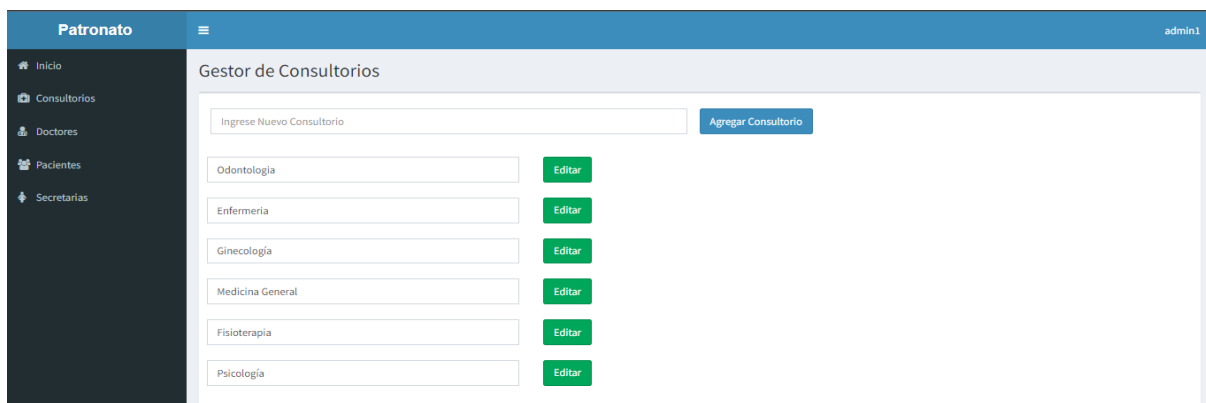 Patronato
admin1
Inicio
Consultorios
Doctores
Pacientes
Secretarias
Gestor de Consultorios
Ingrese Nuevo Consultorio Agregar Consultorio
Odontologia Editar
Enfermeria Editar
Ginecología Editar
Medicina General Editar
Fisioterapia Editar
Psicología Editar